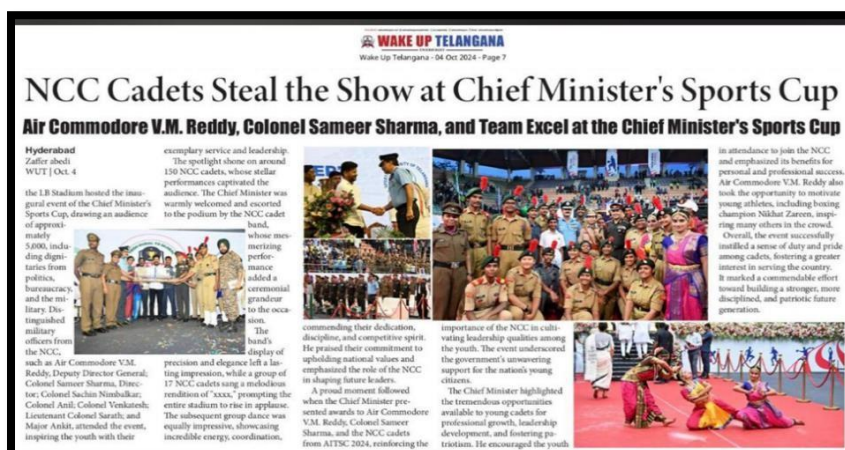 WAKE UP TELANGANA
Wake Up Telangana - 04 Oct 2024 - Page 7
NCC Cadets Steal the Show at Chief Minister's Sports Cup
Air Commodore V.M. Reddy, Colonel Sameer Sharma, and Team Excel at the Chief Minister's Sports Cup
Hyderabad
Zaffer abedi
WUT | Oct. 4
the LB Stadium hosted the inau-
gural event of the Chief Minister's
Sports Cup, drawing an audience
of approxi-
mately
5,000, inclu-
ding digni-
taries from
politics,
bureaucracy,
and the mi-
litary. Dis-
tinguished
military
officers from
the NCC,
such as Air Commodore V.M.
Reddy, Deputy Director General;
Colonel Sameer Sharma, Direc-
tor; Colonel Sachin Nimbalkar;
Colonel Anil; Colonel Venkatesh;
Lieutenant Colonel Sarath; and
Major Ankit, attended the event,
inspiring the youth with their
exemplary service and leadership.
The spotlight shone on around
150 NCC cadets, whose stellar
performances captivated the
audience. The Chief Minister was
warmly welcomed and escorted
to the podium by the NCC cadet
band,
whose mes-
merizing
perfor-
mance
added a
ceremonial
grandeur
to the occa-
sion.
The
band's
display of
precision and elegance left a las-
ting impression, while a group of
17 NCC cadets sang a melodious
rendition of "xxxx," prompting the
entire stadium to rise in applause.
The subsequent group dance was
equally impressive, showcasing
incredible energy, coordination,
commending their dedication,
discipline, and competitive spirit.
He praised their commitment to
upholding national values and
emphasized the role of the NCC
in shaping future leaders.
A proud moment followed
when the Chief Minister pre-
sented awards to Air Commodore
V.M. Reddy, Colonel Sameer
Sharma, and the NCC cadets
from AITSC 2024, reinforcing the
importance of the NCC in culti-
vating leadership qualities among
the youth. The event underscored
the government's unwavering
support for the nation's young
citizens.
The Chief Minister highlighted
the tremendous opportunities
available to young cadets for
professional growth, leadership
development, and fostering pa-
triotism. He encouraged the youth
in attendance to join the NCC
and emphasized its benefits for
personal and professional success.
Air Commodore V.M. Reddy also
took the opportunity to motivate
young athletes, including boxing
champion Nikhat Zareen, inspi-
ring many others in the crowd.
Overall, the event successfully
instilled a sense of duty and pride
among cadets, fostering a greater
interest in serving the country.
It marked a commendable effort
toward building a stronger, more
disciplined, and patriotic future
generation.